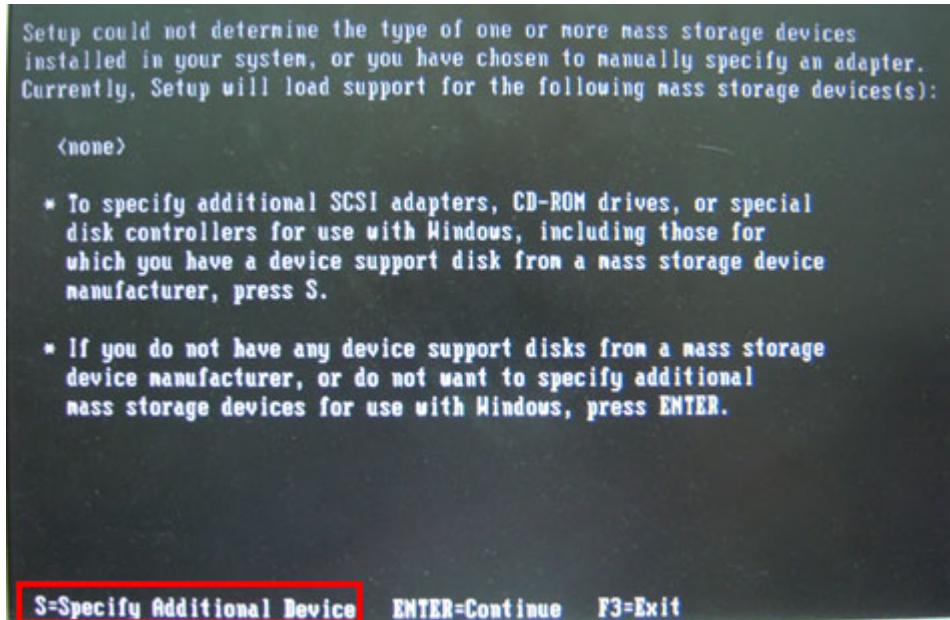 Setup could not determine the type of one or more mass storage devices
installed in your system, or you have chosen to manually specify an adapter.
Currently, Setup will load support for the following mass storage devices(s):
<none>
* To specify additional SCSI adapters, CD-ROM drives, or special
disk controllers for use with Windows, including those for
which you have a device support disk from a mass storage device
manufacturer, press S.
* If you do not have any device support disks from a mass storage
device manufacturer, or do not want to specify additional
mass storage devices for use with Windows, press ENTER.
S=Specify Additional Device ENTER=Continue F3=Exit